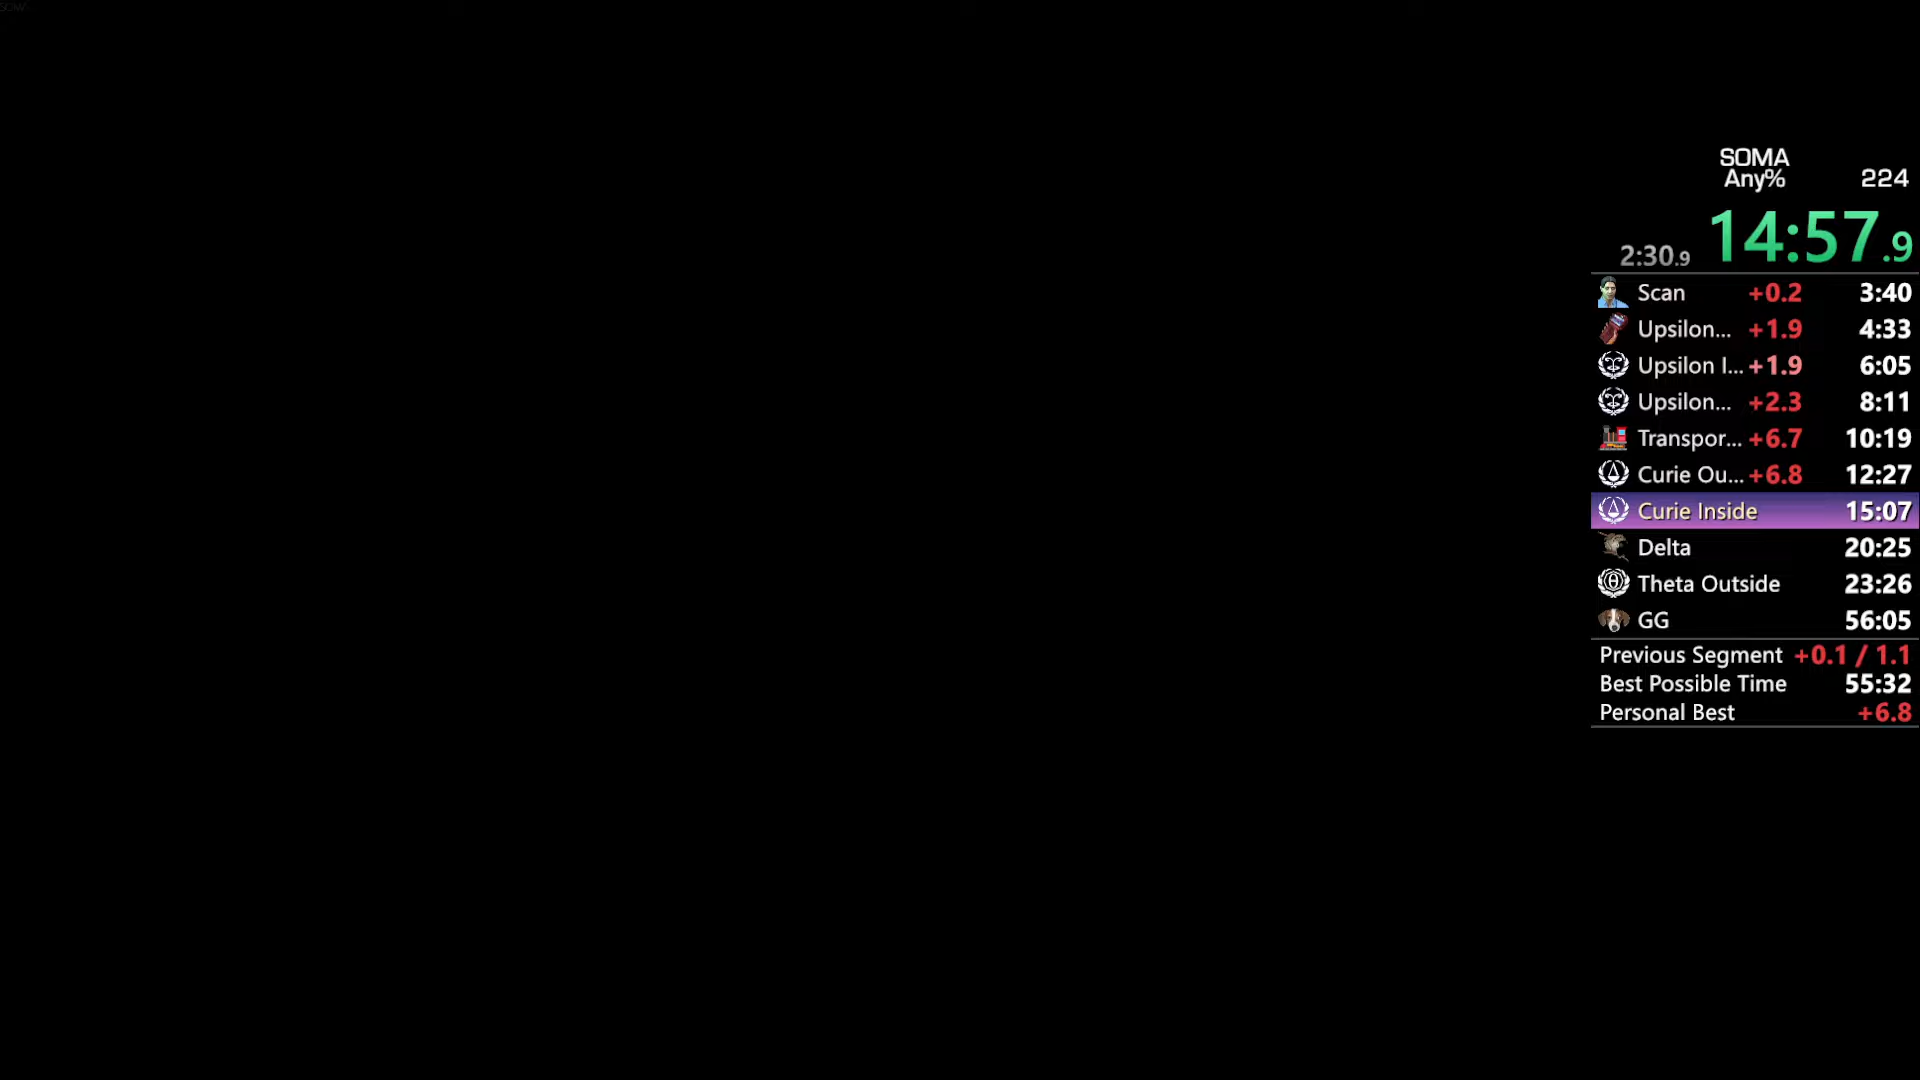 SOMA
Any% 224
2:30.9 14:57.9
Scan +0.2 3:40
Upsilon... +1.9 4:33
Upsilon I... +1.9 6:05
Upsilon... +2.3 8:11
Transpor... +6.7 10:19
Curie Ou... +6.8 12:27
Curie Inside 15:07
Delta 20:25
Theta Outside 23:26
GG 56:05
Previous Segment +0.1 / 1.1
Best Possible Time 55:32
Personal Best +6.8